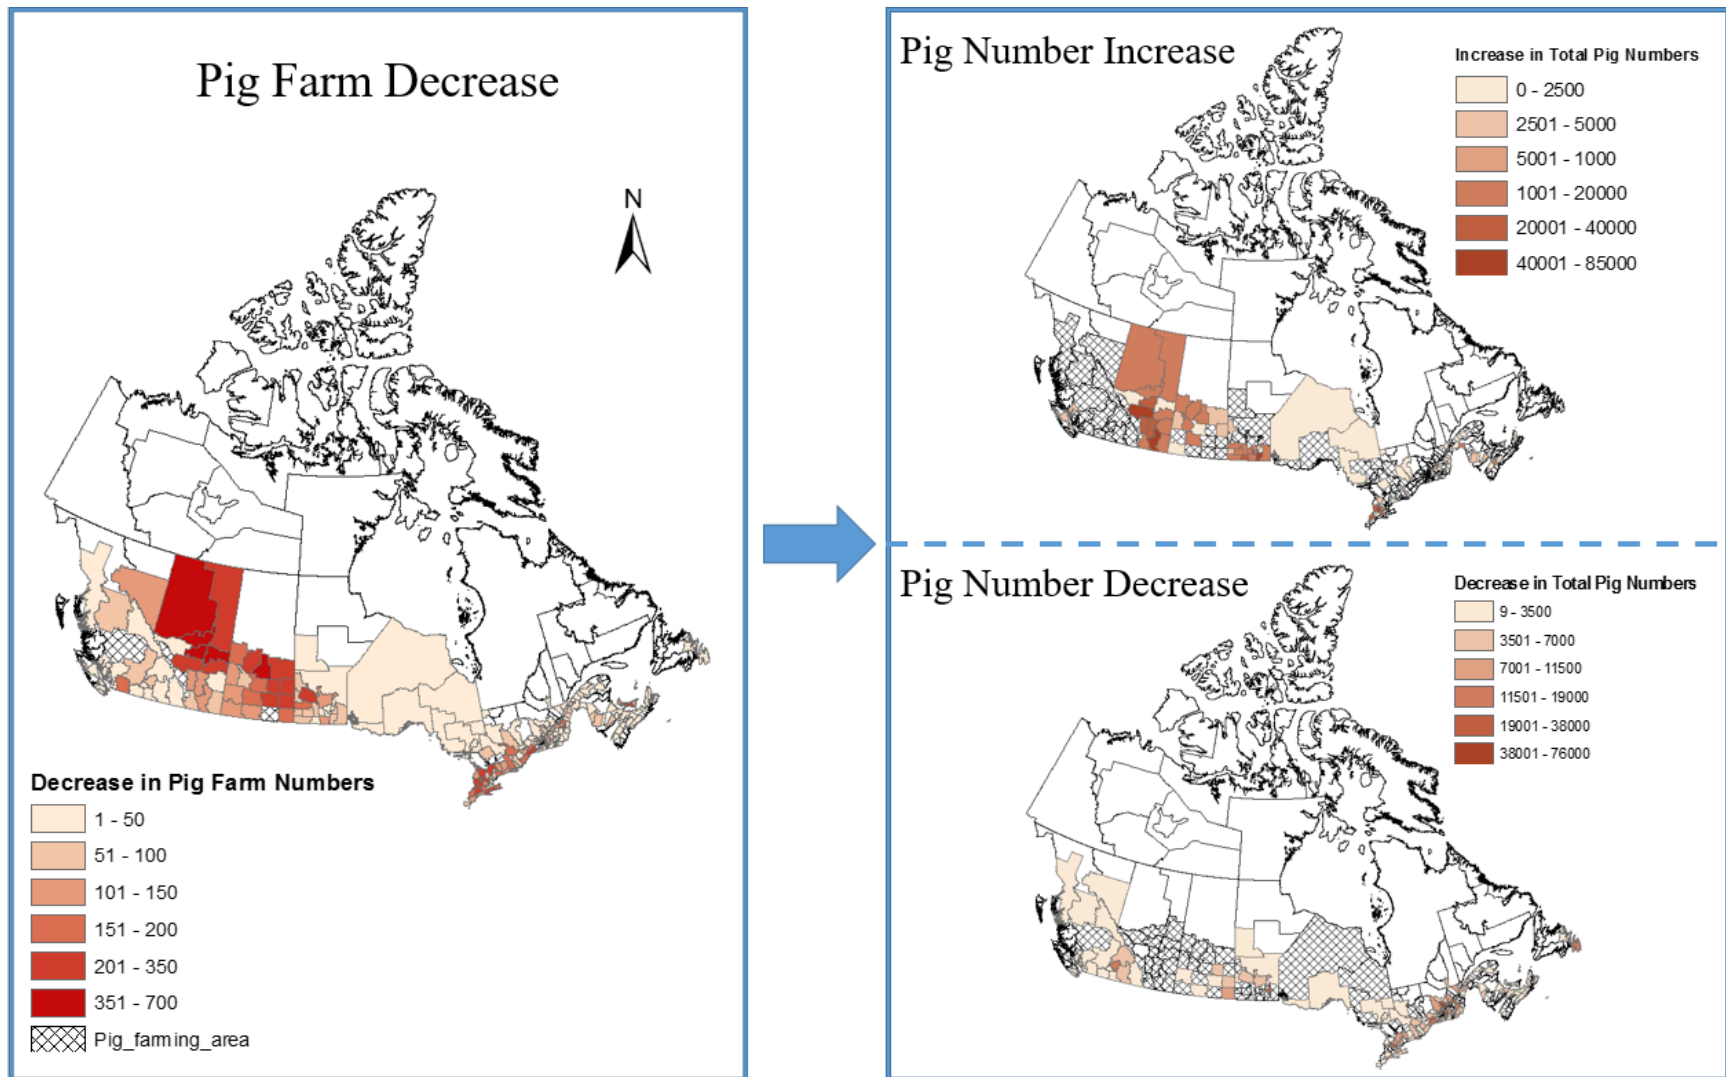 Pig Farm Decrease
N
Decrease in Pig Farm Numbers
1 - 50
51 - 100
101 - 150
151 - 200
201 - 350
351 - 700
Pig_farming_area
Pig Number Increase
Increase in Total Pig Numbers
0 - 2500
2501 - 5000
5001 - 1000
1001 - 20000
20001 - 40000
40001 - 85000
Pig Number Decrease
Decrease in Total Pig Numbers
9 - 3500
3501 - 7000
7001 - 11500
11501 - 19000
19001 - 38000
38001 - 76000